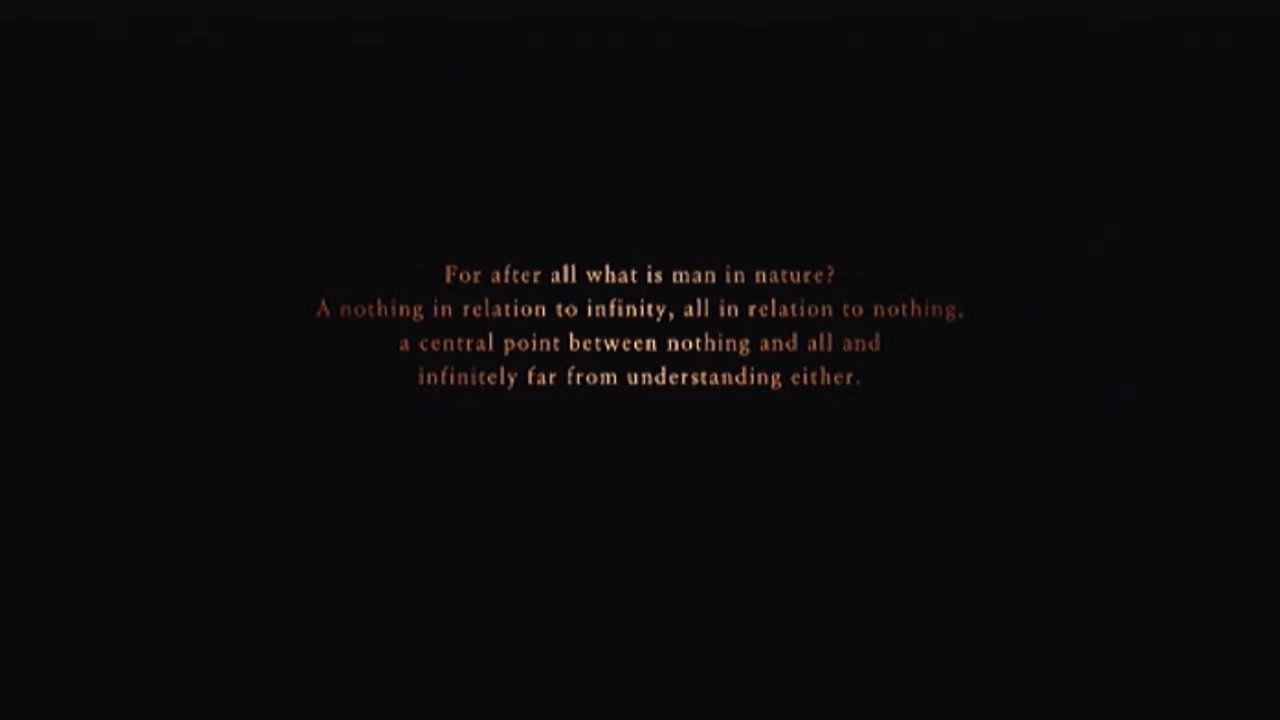 For after all what is man in nature?
A nothing in relation to infinity, all in relation to nothing,
a central point between nothing and all and
infinitely far from understanding either.